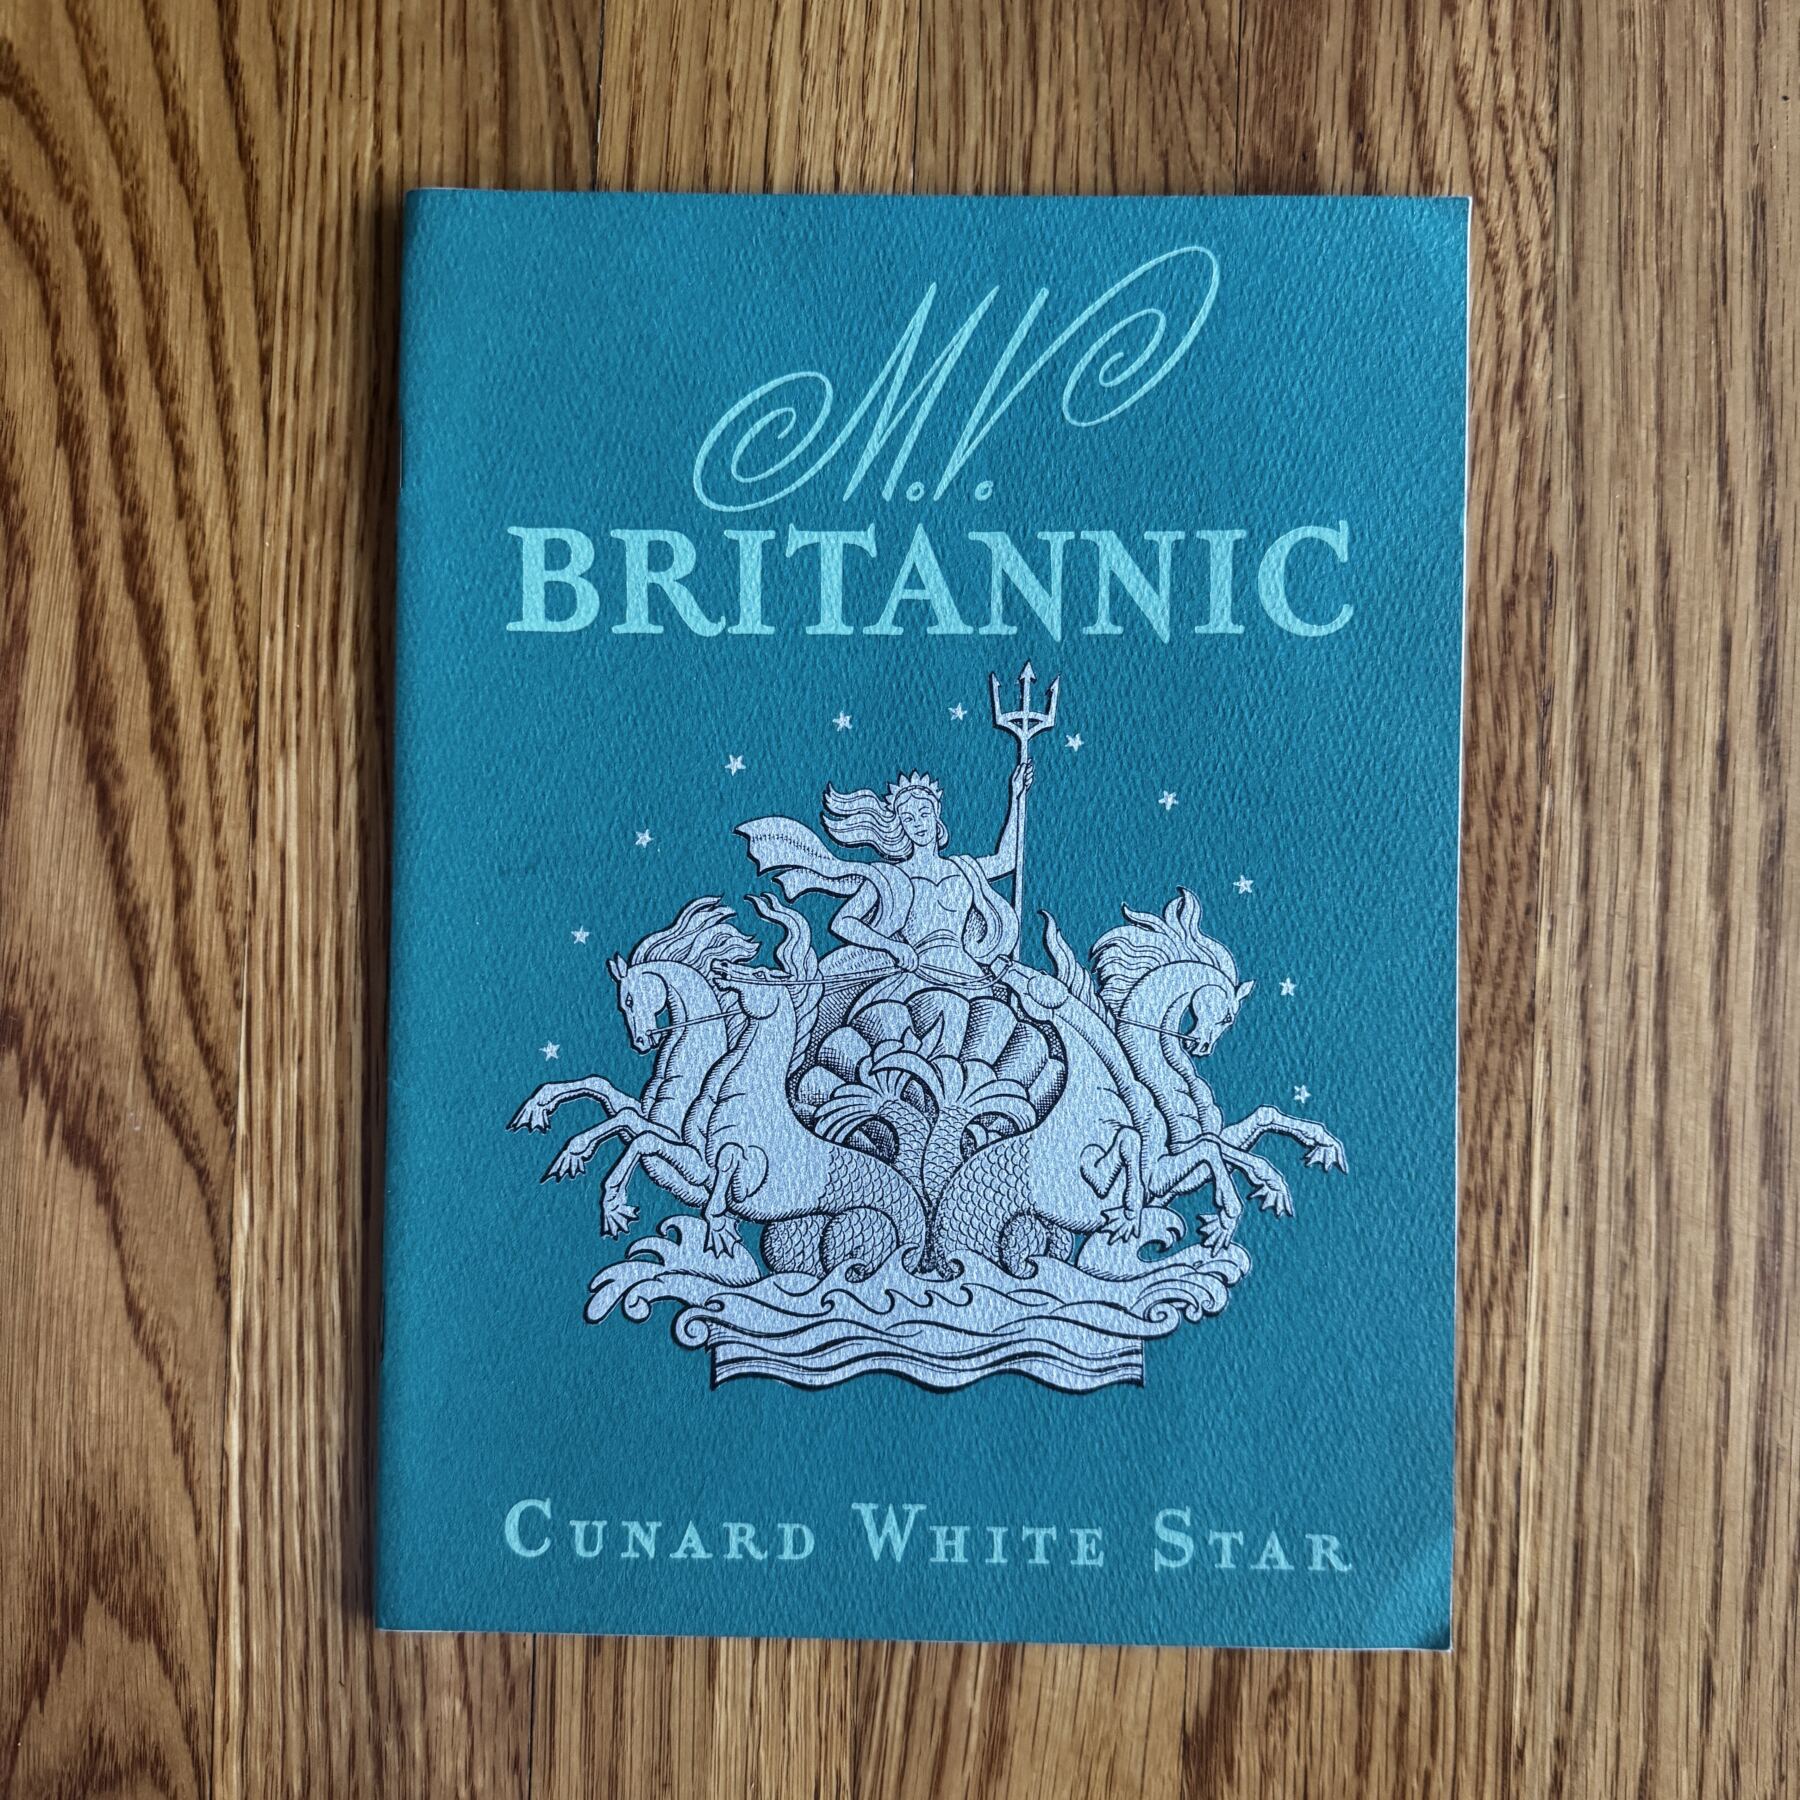 M.V.
BRITANNIC
CUNARD WHITE STAR